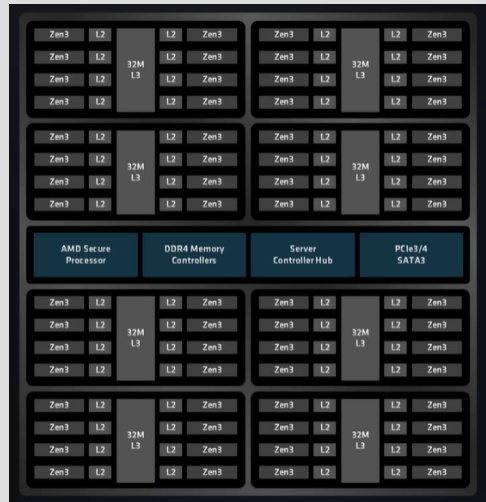 Zen3 L2 32M L3 L2 Zen3
Zen3 L2 L2 Zen3
Zen3 L2 L2 Zen3
Zen3 L2 L2 Zen3
Zen3 L2 32M L3 L2 Zen3
Zen3 L2 L2 Zen3
Zen3 L2 L2 Zen3
Zen3 L2 L2 Zen3
Zen3 L2 32M L3 L2 Zen3
Zen3 L2 L2 Zen3
Zen3 L2 L2 Zen3
Zen3 L2 L2 Zen3
Zen3 L2 32M L3 L2 Zen3
Zen3 L2 L2 Zen3
Zen3 L2 L2 Zen3
Zen3 L2 L2 Zen3
AMD Secure
Processor
DDR4 Memory
Controllers
Server
Controller Hub
PCIe3/4
SATA3
Zen3 L2 32M L3 L2 Zen3
Zen3 L2 L2 Zen3
Zen3 L2 L2 Zen3
Zen3 L2 L2 Zen3
Zen3 L2 32M L3 L2 Zen3
Zen3 L2 L2 Zen3
Zen3 L2 L2 Zen3
Zen3 L2 L2 Zen3
Zen3 L2 32M L3 L2 Zen3
Zen3 L2 L2 Zen3
Zen3 L2 L2 Zen3
Zen3 L2 L2 Zen3
Zen3 L2 32M L3 L2 Zen3
Zen3 L2 L2 Zen3
Zen3 L2 L2 Zen3
Zen3 L2 L2 Zen3